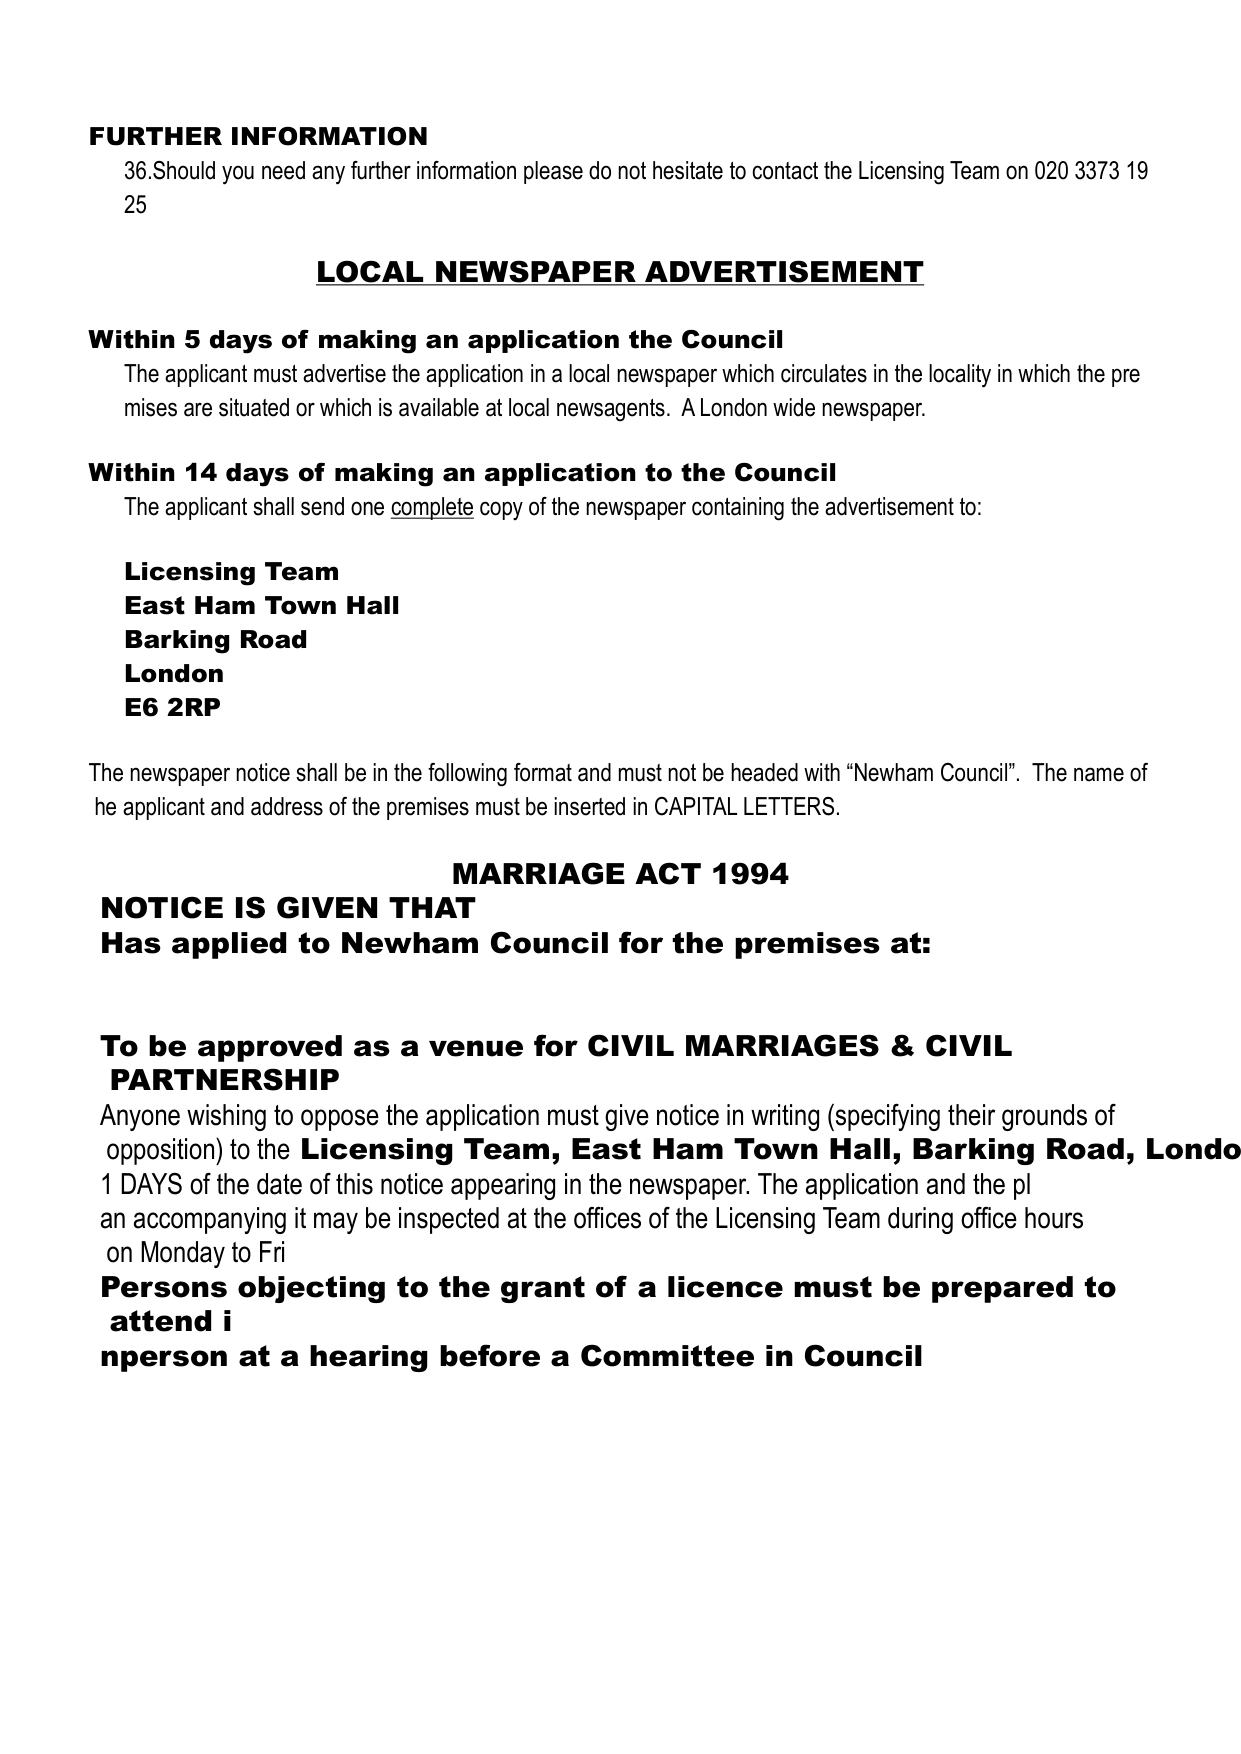 FURTHER INFORMATION
36.Should you need any further information please do not hesitate to contact the Licensing Team on 020 3373 19
25
LOCAL NEWSPAPER ADVERTISEMENT
Within 5 days of making an application the Council
The applicant must advertise the application in a local newspaper which circulates in the locality in which the pre
mises are situated or which is available at local newsagents.  A London wide newspaper.
Within 14 days of making an application to the Council
The applicant shall send one complete copy of the newspaper containing the advertisement to:
Licensing Team
East Ham Town Hall
Barking Road
London
E6 2RP
The newspaper notice shall be in the following format and must not be headed with “Newham Council”.  The name of
he applicant and address of the premises must be inserted in CAPITAL LETTERS.
MARRIAGE ACT 1994
NOTICE IS GIVEN THAT
Has applied to Newham Council for the premises at:
To be approved as a venue for CIVIL MARRIAGES & CIVIL
PARTNERSHIP
Anyone wishing to oppose the application must give notice in writing (specifying their grounds of
opposition) to the Licensing Team, East Ham Town Hall, Barking Road, Londo
1 DAYS of the date of this notice appearing in the newspaper. The application and the pl
an accompanying it may be inspected at the offices of the Licensing Team during office hours
on Monday to Fri
Persons objecting to the grant of a licence must be prepared to
attend i
nperson at a hearing before a Committee in Council